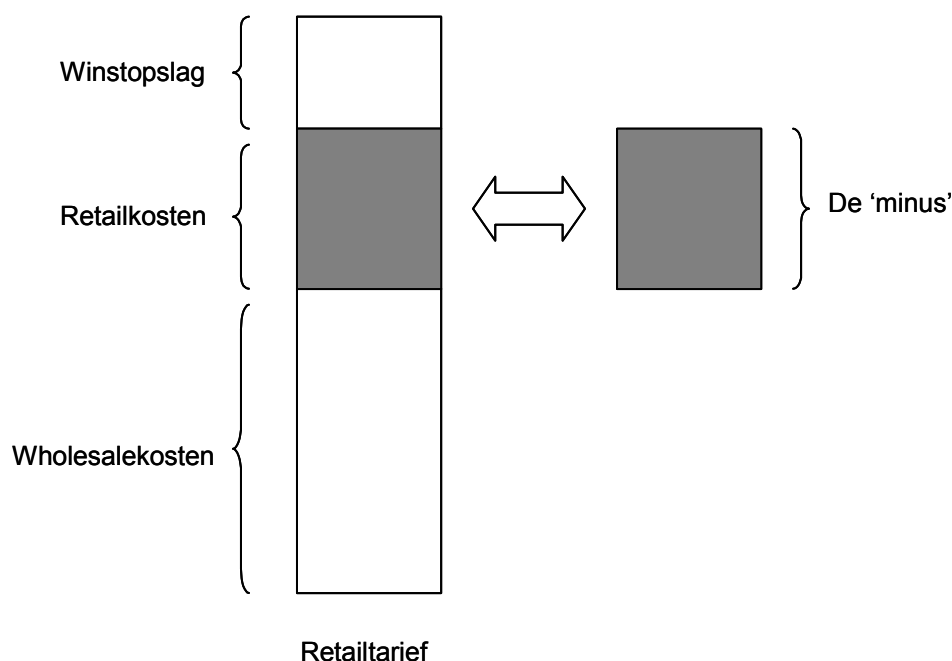 Winstopslag
Retailkosten
De ‘minus’
Wholesalekosten
Retailtarief